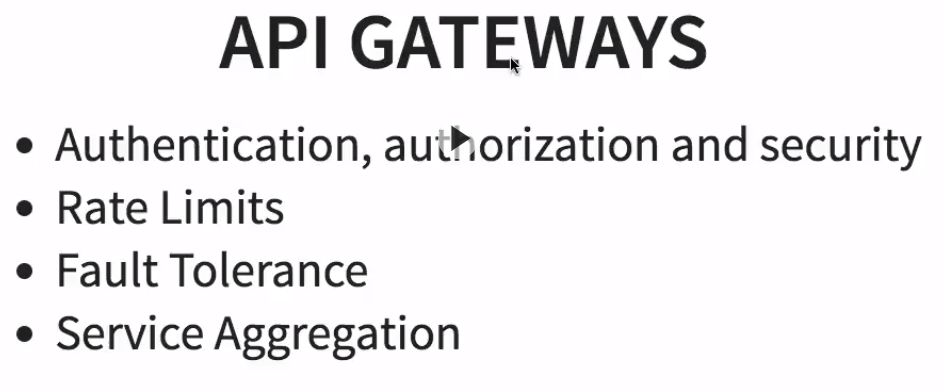 API GATEWAYS
• Authentication, authorization and security
• Rate Limits
• Fault Tolerance
• Service Aggregation